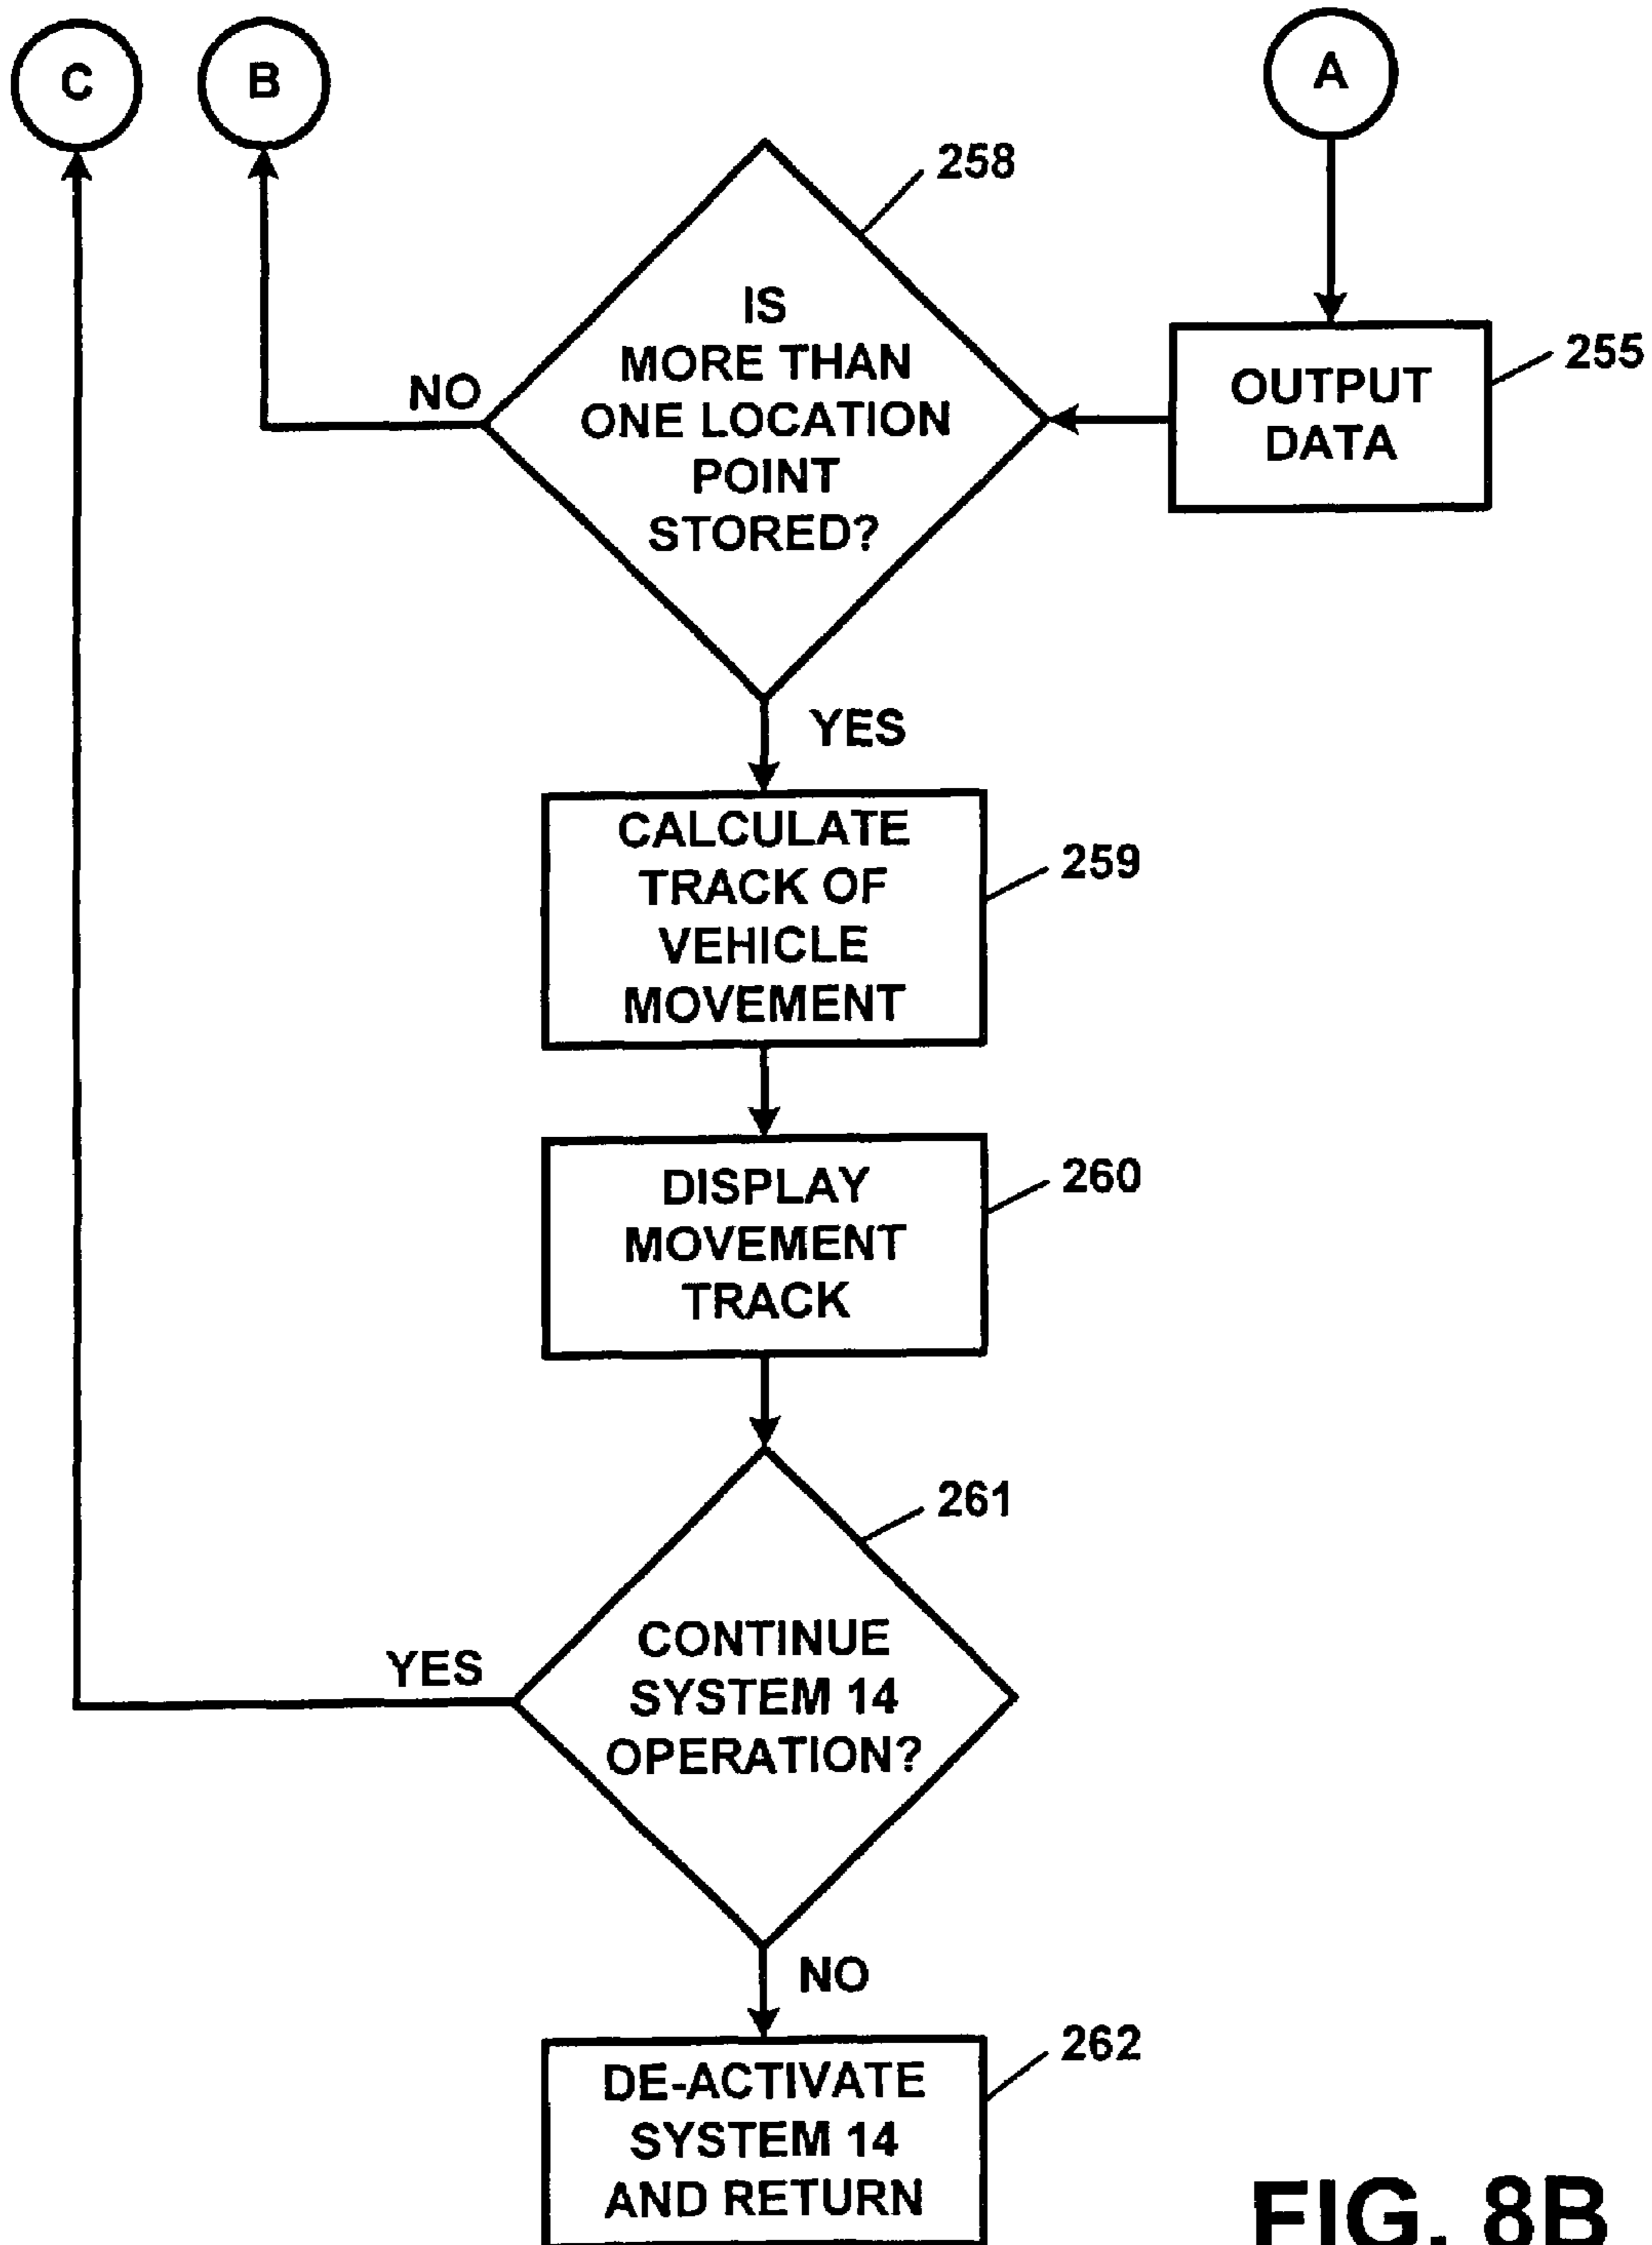 C
B
A
258
IS
MORE THAN
ONE LOCATION
POINT
STORED?
NO
255
OUTPUT
DATA
YES
CALCULATE
TRACK OF
VEHICLE
MOVEMENT
259
DISPLAY
MOVEMENT
TRACK
260
261
CONTINUE
SYSTEM 14
OPERATION?
YES
NO
262
DE-ACTIVATE
SYSTEM 14
AND RETURN
FIG. 8B